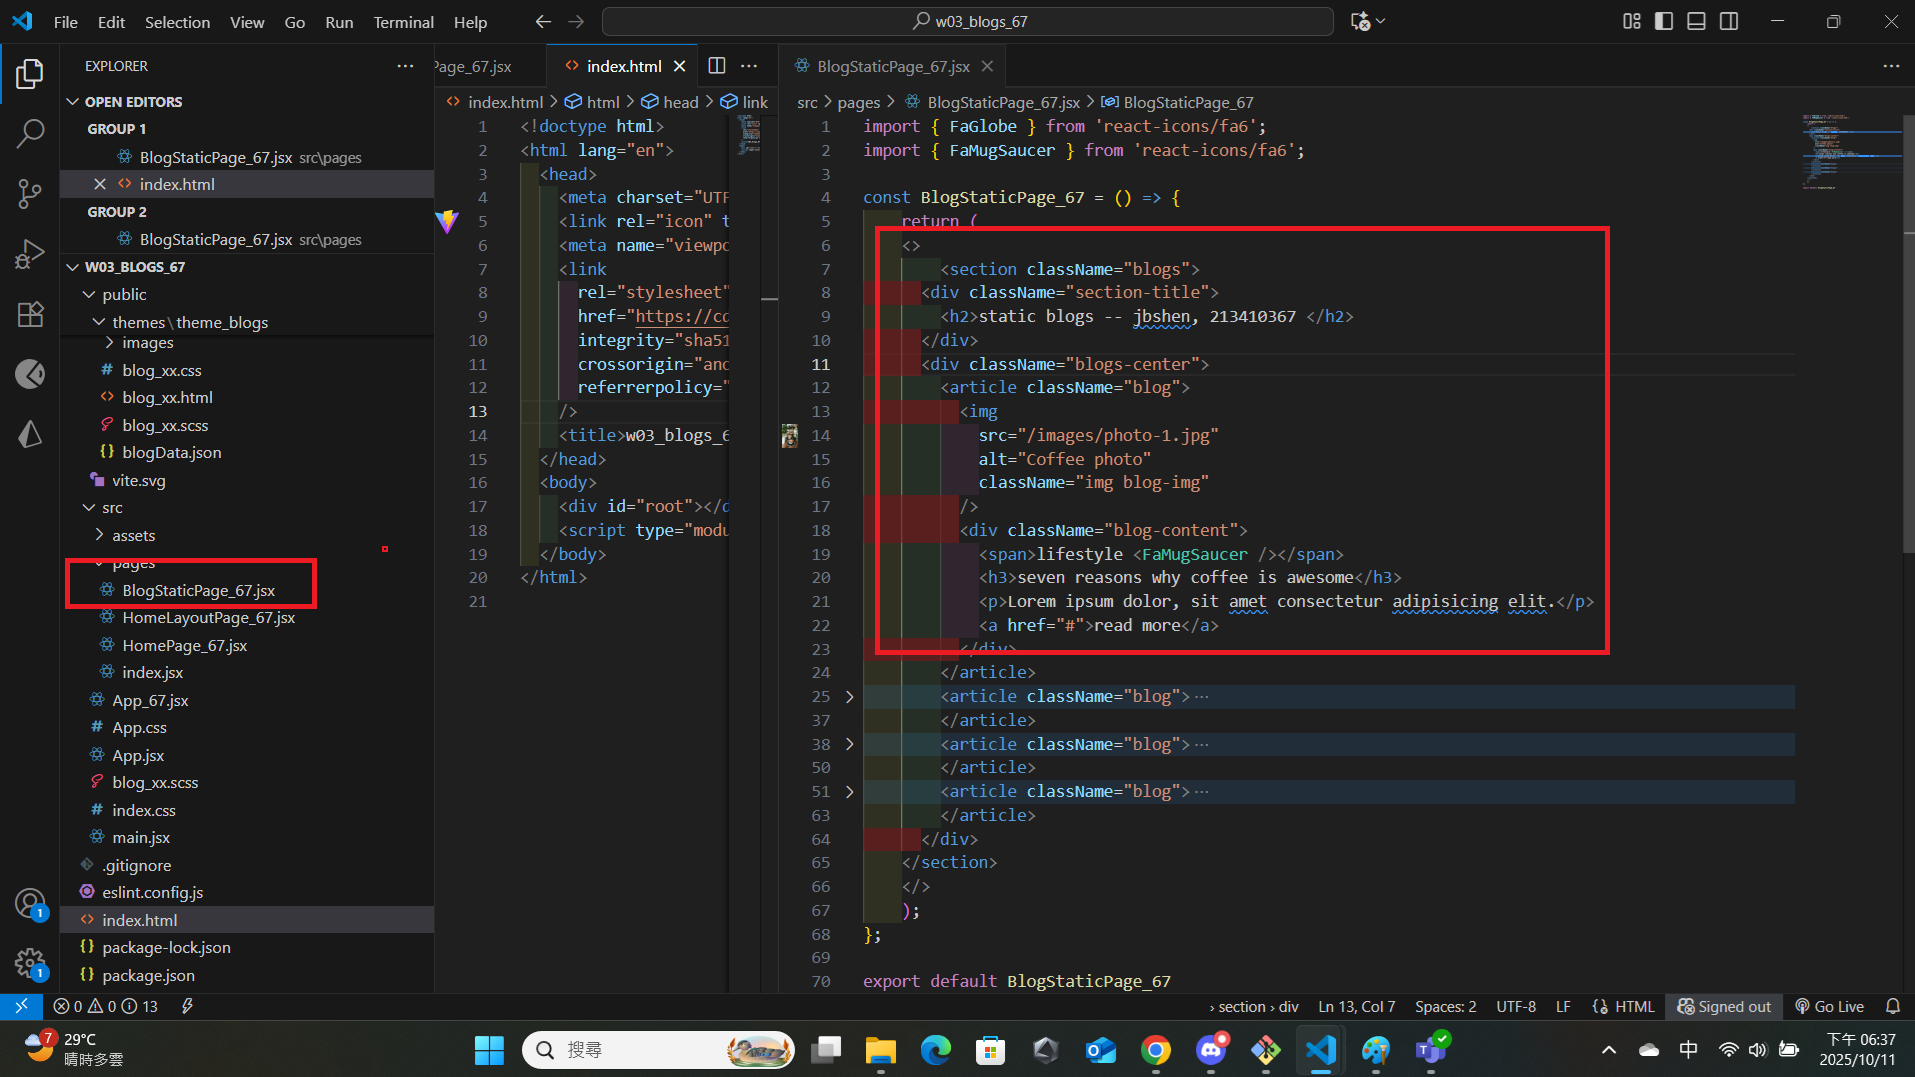 File Edit Selection View Go Run Terminal Help
w03_blogs_67
EXPLORER
OPEN EDITORS
GROUP 1
BlogStaticPage_67.jsx src\pages
index.html
GROUP 2
BlogStaticPage_67.jsx src\pages
W03_BLOGS_67
public
themes\theme_blogs
images
blog_xx.css
blog_xx.html
blog_xx.scss
blogData.json
vite.svg
src
assets
pages
BlogStaticPage_67.jsx
HomeLayoutPage_67.jsx
HomePage_67.jsx
index.jsx
App_67.jsx
App.css
App.jsx
blog_xx.scss
index.css
main.jsx
.gitignore
eslint.config.js
index.html
package-lock.json
package.json
Page_67.jsx
index.html
index.html > html > head > link
1 <!doctype html>
2 <html lang="en">
3 <head>
4 <meta charset="UTF
5 <link rel="icon" t
6 <meta name="viewpo
7 <link
8 rel="stylesheet"
9 href="https://cd
10 integrity="sha51
11 crossorigin="ano
12 referrerpolicy="
13 />
14 <title>w03_blogs_6
15 </head>
16 <body>
17 <div id="root"></d
18 <script type="modu
19 </body>
20 </html>
21
BlogStaticPage_67.jsx
src > pages > BlogStaticPage_67.jsx > BlogStaticPage_67
1 import { FaGlobe } from 'react-icons/fa6';
2 import { FaMugSaucer } from 'react-icons/fa6';
3
4 const BlogStaticPage_67 = () => {
5 return (
6 <>
7 <section className="blogs">
8 <div className="section-title">
9 <h2>static blogs -- jbshen, 213410367 </h2>
10 </div>
11 <div className="blogs-center">
12 <article className="blog">
13 <img
14 src="/images/photo-1.jpg"
15 alt="Coffee photo"
16 className="img blog-img"
17 />
18 <div className="blog-content">
19 <span>lifestyle <FaMugSaucer /></span>
20 <h3>seven reasons why coffee is awesome</h3>
21 <p>Lorem ipsum dolor, sit amet consectetur adipisicing elit.</p>
22 <a href="#">read more</a>
23 </div>
24 </article>
25 <article className="blog">⋯
37 </article>
38 <article className="blog">⋯
50 </article>
51 <article className="blog">⋯
63 </article>
64 </div>
65 </section>
66 </>
67 );
68 };
69
70 export default BlogStaticPage_67
1
1
0 0 13
› section › div Ln 13, Col 7 Spaces: 2 UTF-8 LF HTML Signed out Go Live
7
29°C
晴時多雲
搜尋
中
下午 06:37
2025/10/11